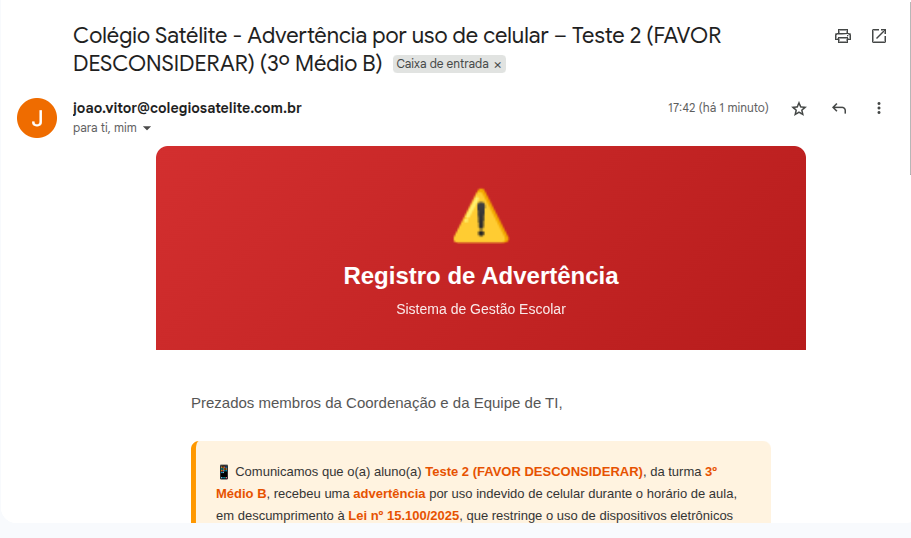 Colégio Satélite - Advertência por uso de celular – Teste 2 (FAVOR
DESCONSIDERAR) (3º Médio B) Caixa de entrada ×
J
joao.vitor@colegiosatelite.com.br 17:42 (há 1 minuto)
para ti, mim
Registro de Advertência
Sistema de Gestão Escolar
Prezados membros da Coordenação e da Equipe de TI,
Comunicamos que o(a) aluno(a) Teste 2 (FAVOR DESCONSIDERAR), da turma 3º
Médio B, recebeu uma advertência por uso indevido de celular durante o horário de aula,
em descumprimento à Lei nº 15.100/2025, que restringe o uso de dispositivos eletrônicos